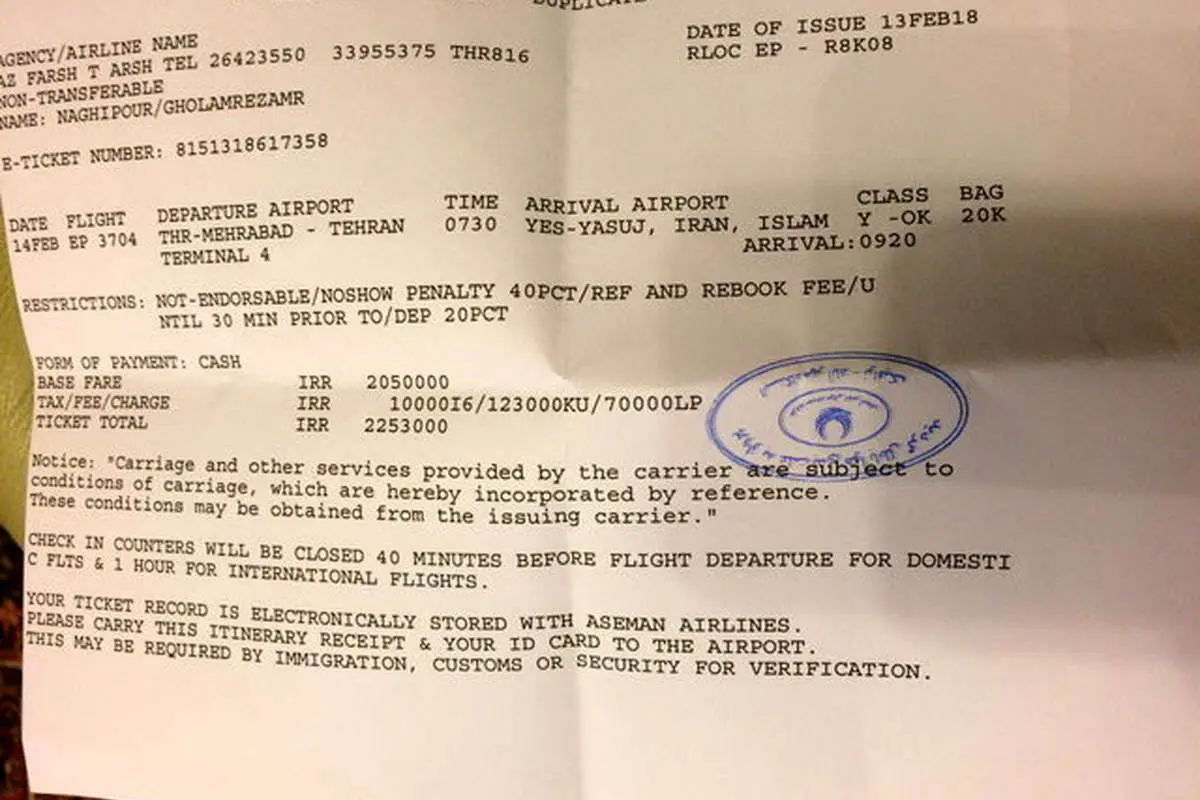 DUPLICATE
AGENCY/AIRLINE NAME
DATE OF ISSUE 13FEB18
AZ FARSH T ARSH TEL 26423550 33955375 THR816
RLOC EP - R8K08
NON-TRANSFERABLE
NAME: NAGHIPOUR/GHOLAMREZAMR
E-TICKET NUMBER: 8151318617358
DATE FLIGHT DEPARTURE AIRPORT TIME ARRIVAL AIRPORT CLASS BAG
14FEB EP 3704 THR-MEHRABAD - TEHRAN 0730 YES-YASUJ, IRAN, ISLAM Y -OK 20K
TERMINAL 4 ARRIVAL:0920
RESTRICTIONS: NOT-ENDORSABLE/NOSHOW PENALTY 40PCT/REF AND REBOOK FEE/U
NTIL 30 MIN PRIOR TO/DEP 20PCT
FORM OF PAYMENT: CASH
BASE FARE IRR 2050000
TAX/FEE/CHARGE IRR 10000I6/123000KU/70000LP
TICKET TOTAL IRR 2253000
Notice: "Carriage and other services provided by the carrier are subject to
conditions of carriage, which are hereby incorporated by reference.
These conditions may be obtained from the issuing carrier."
CHECK IN COUNTERS WILL BE CLOSED 40 MINUTES BEFORE FLIGHT DEPARTURE FOR DOMESTI
C FLTS & 1 HOUR FOR INTERNATIONAL FLIGHTS.
YOUR TICKET RECORD IS ELECTRONICALLY STORED WITH ASEMAN AIRLINES.
PLEASE CARRY THIS ITINERARY RECEIPT & YOUR ID CARD TO THE AIRPORT.
THIS MAY BE REQUIRED BY IMMIGRATION, CUSTOMS OR SECURITY FOR VERIFICATION.